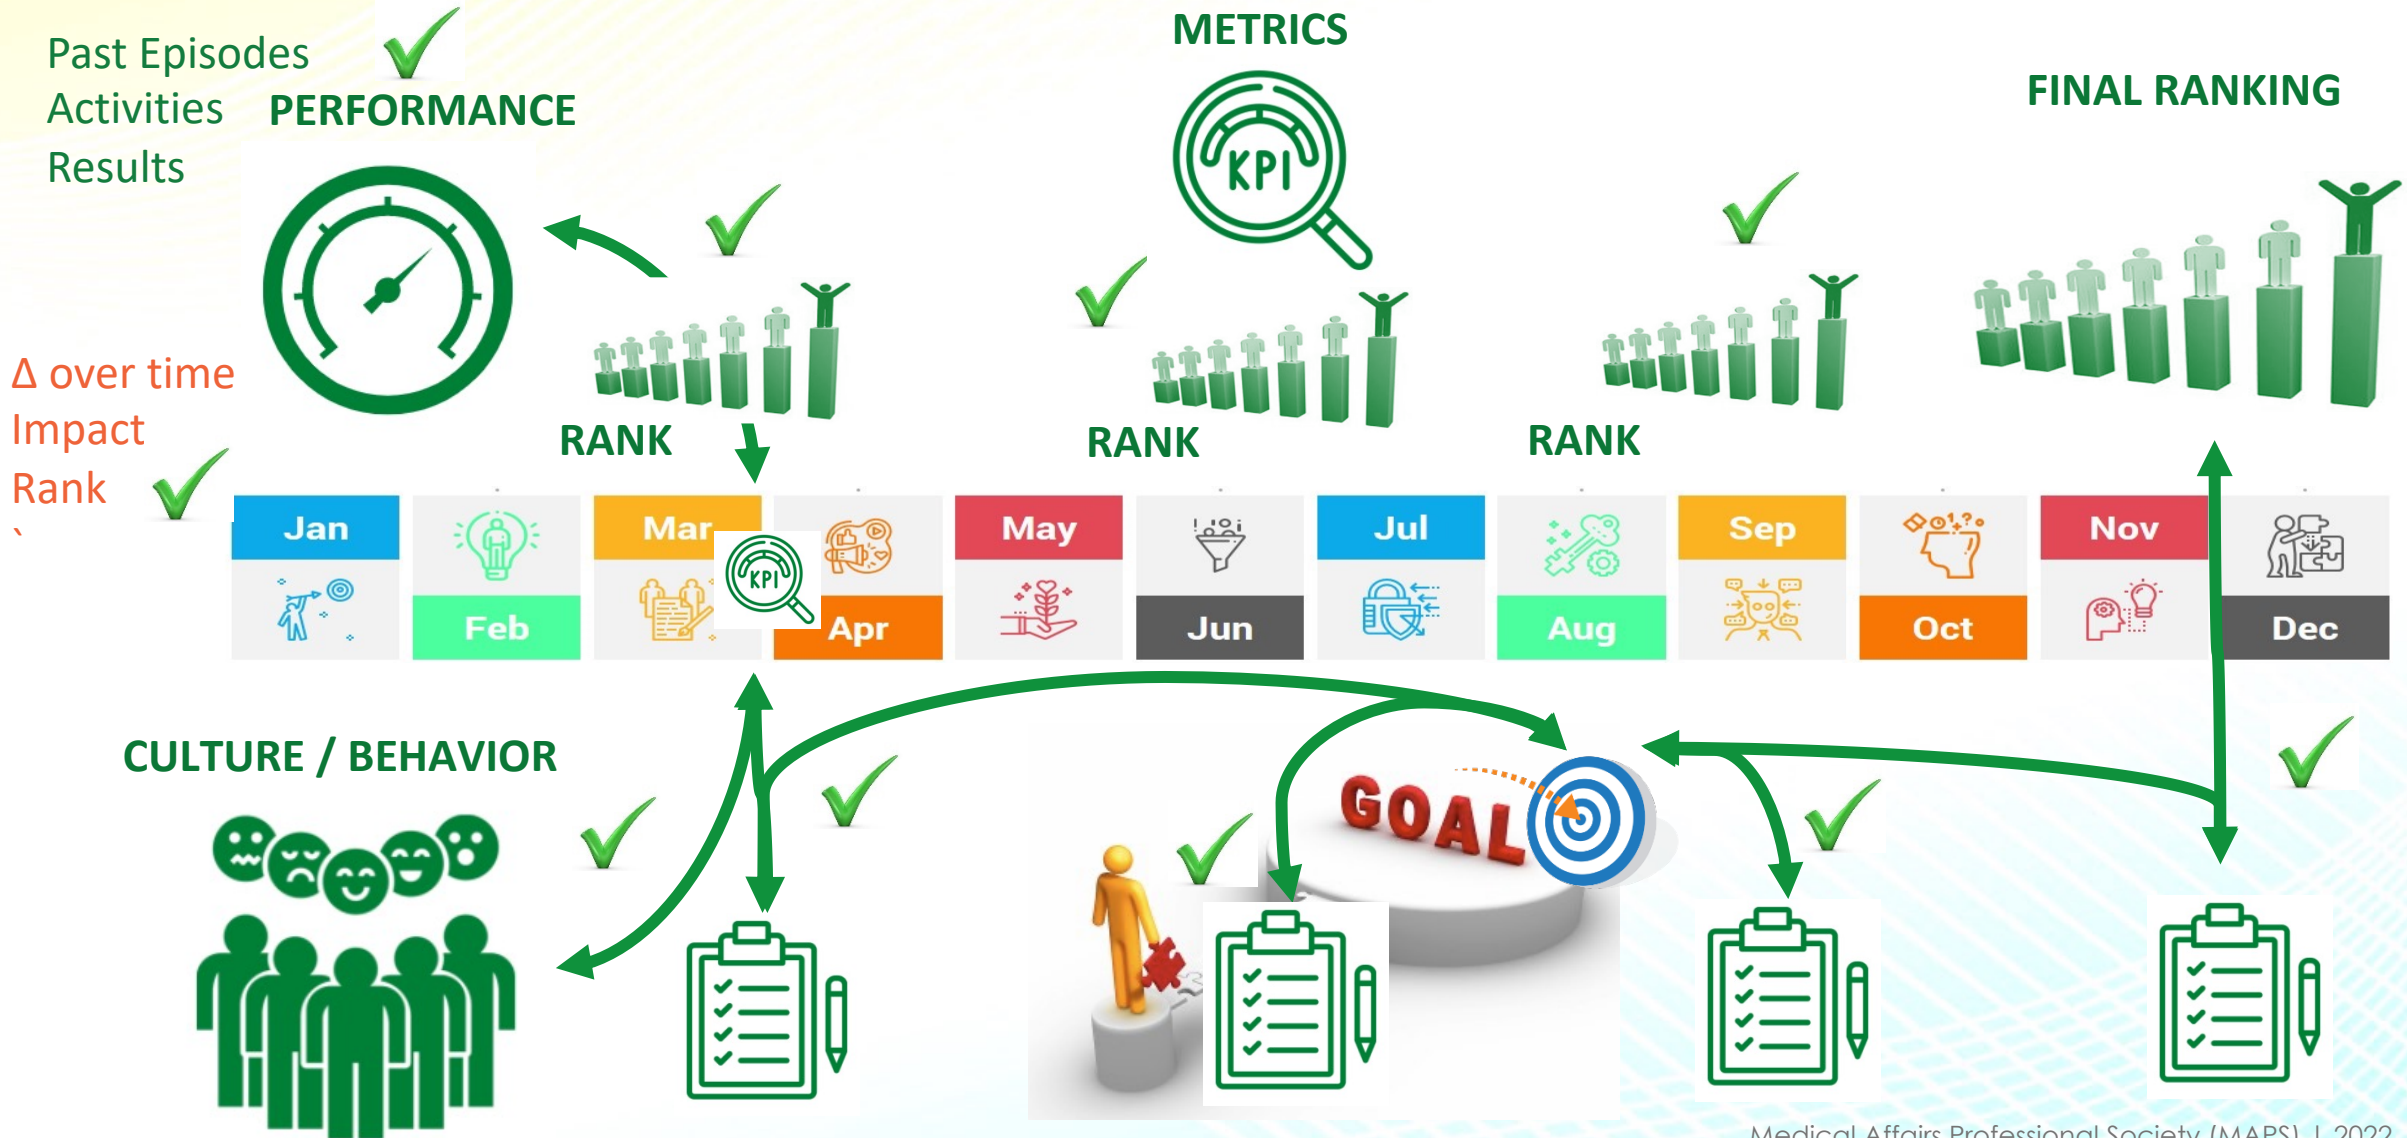 Past Episodes
Activities
Results
PERFORMANCE
METRICS
KPI
FINAL RANKING
Δ over time
Impact
Rank
`
RANK
RANK
RANK
Jan
Feb
Mar
KPI
Apr
May
Jun
Jul
Aug
Sep
Oct
Nov
Dec
CULTURE / BEHAVIOR
GOAL
Medical Affairs Professional Society (MAPS) | 2022